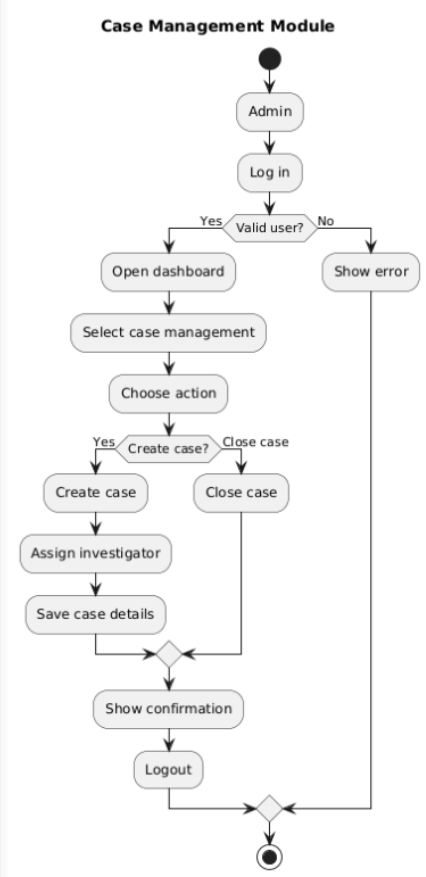 Case Management Module
Admin
Log in
Yes
Valid user?
No
Open dashboard
Show error
Select case management
Choose action
Yes
Create case?
Close case
Create case
Close case
Assign investigator
Save case details
Show confirmation
Logout